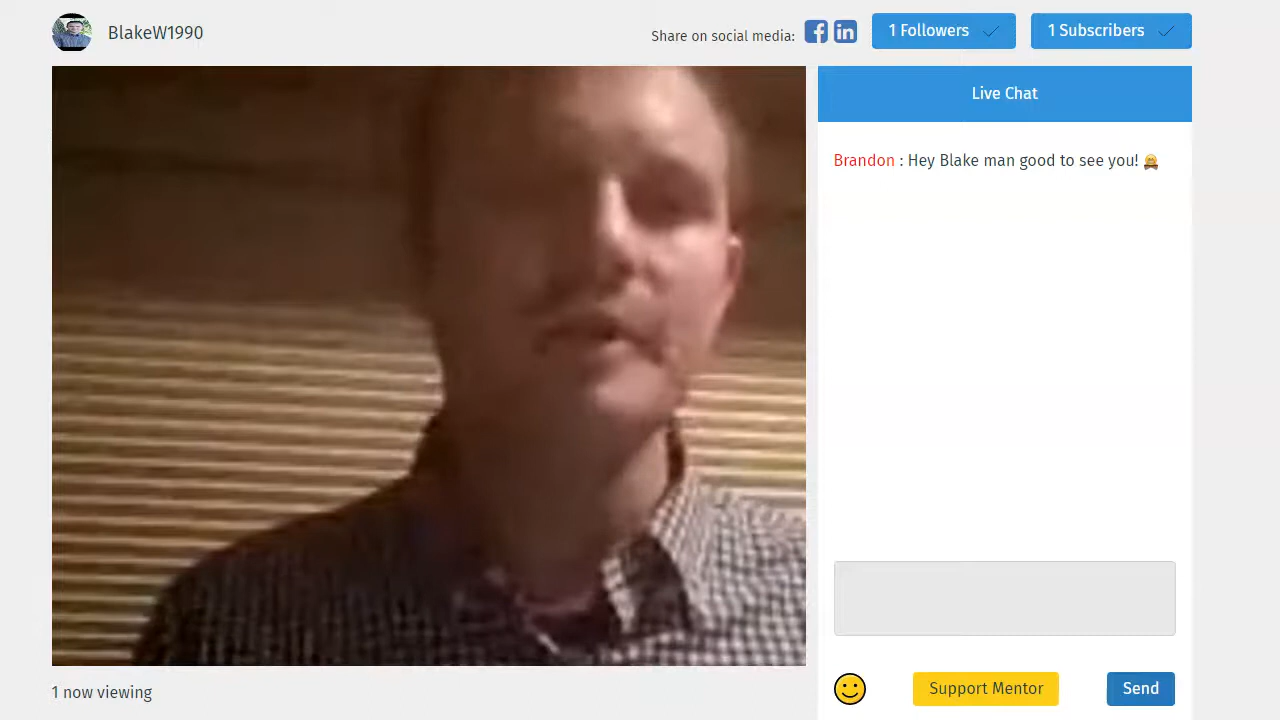 BlakeW1990
Share on social media:
1 Followers
1 Subscribers
Live Chat
Brandon : Hey Blake man good to see you!
1 now viewing
Support Mentor
Send